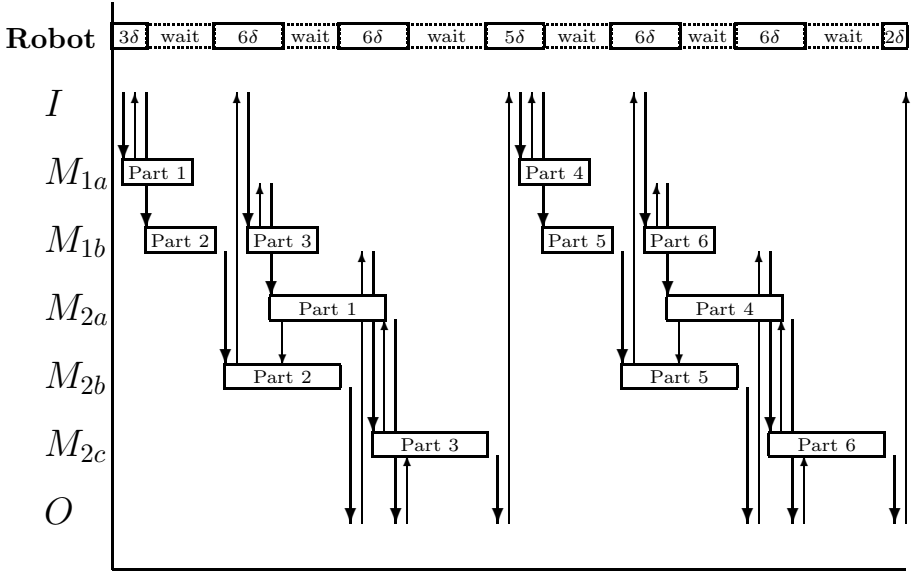 Robot 3δ wait 6δ wait 6δ wait 5δ wait 6δ wait 6δ wait 2δ
I
M1a Part 1 Part 4
M1b Part 2 Part 3 Part 5 Part 6
M2a Part 1 Part 4
M2b Part 2 Part 5
M2c Part 3 Part 6
O